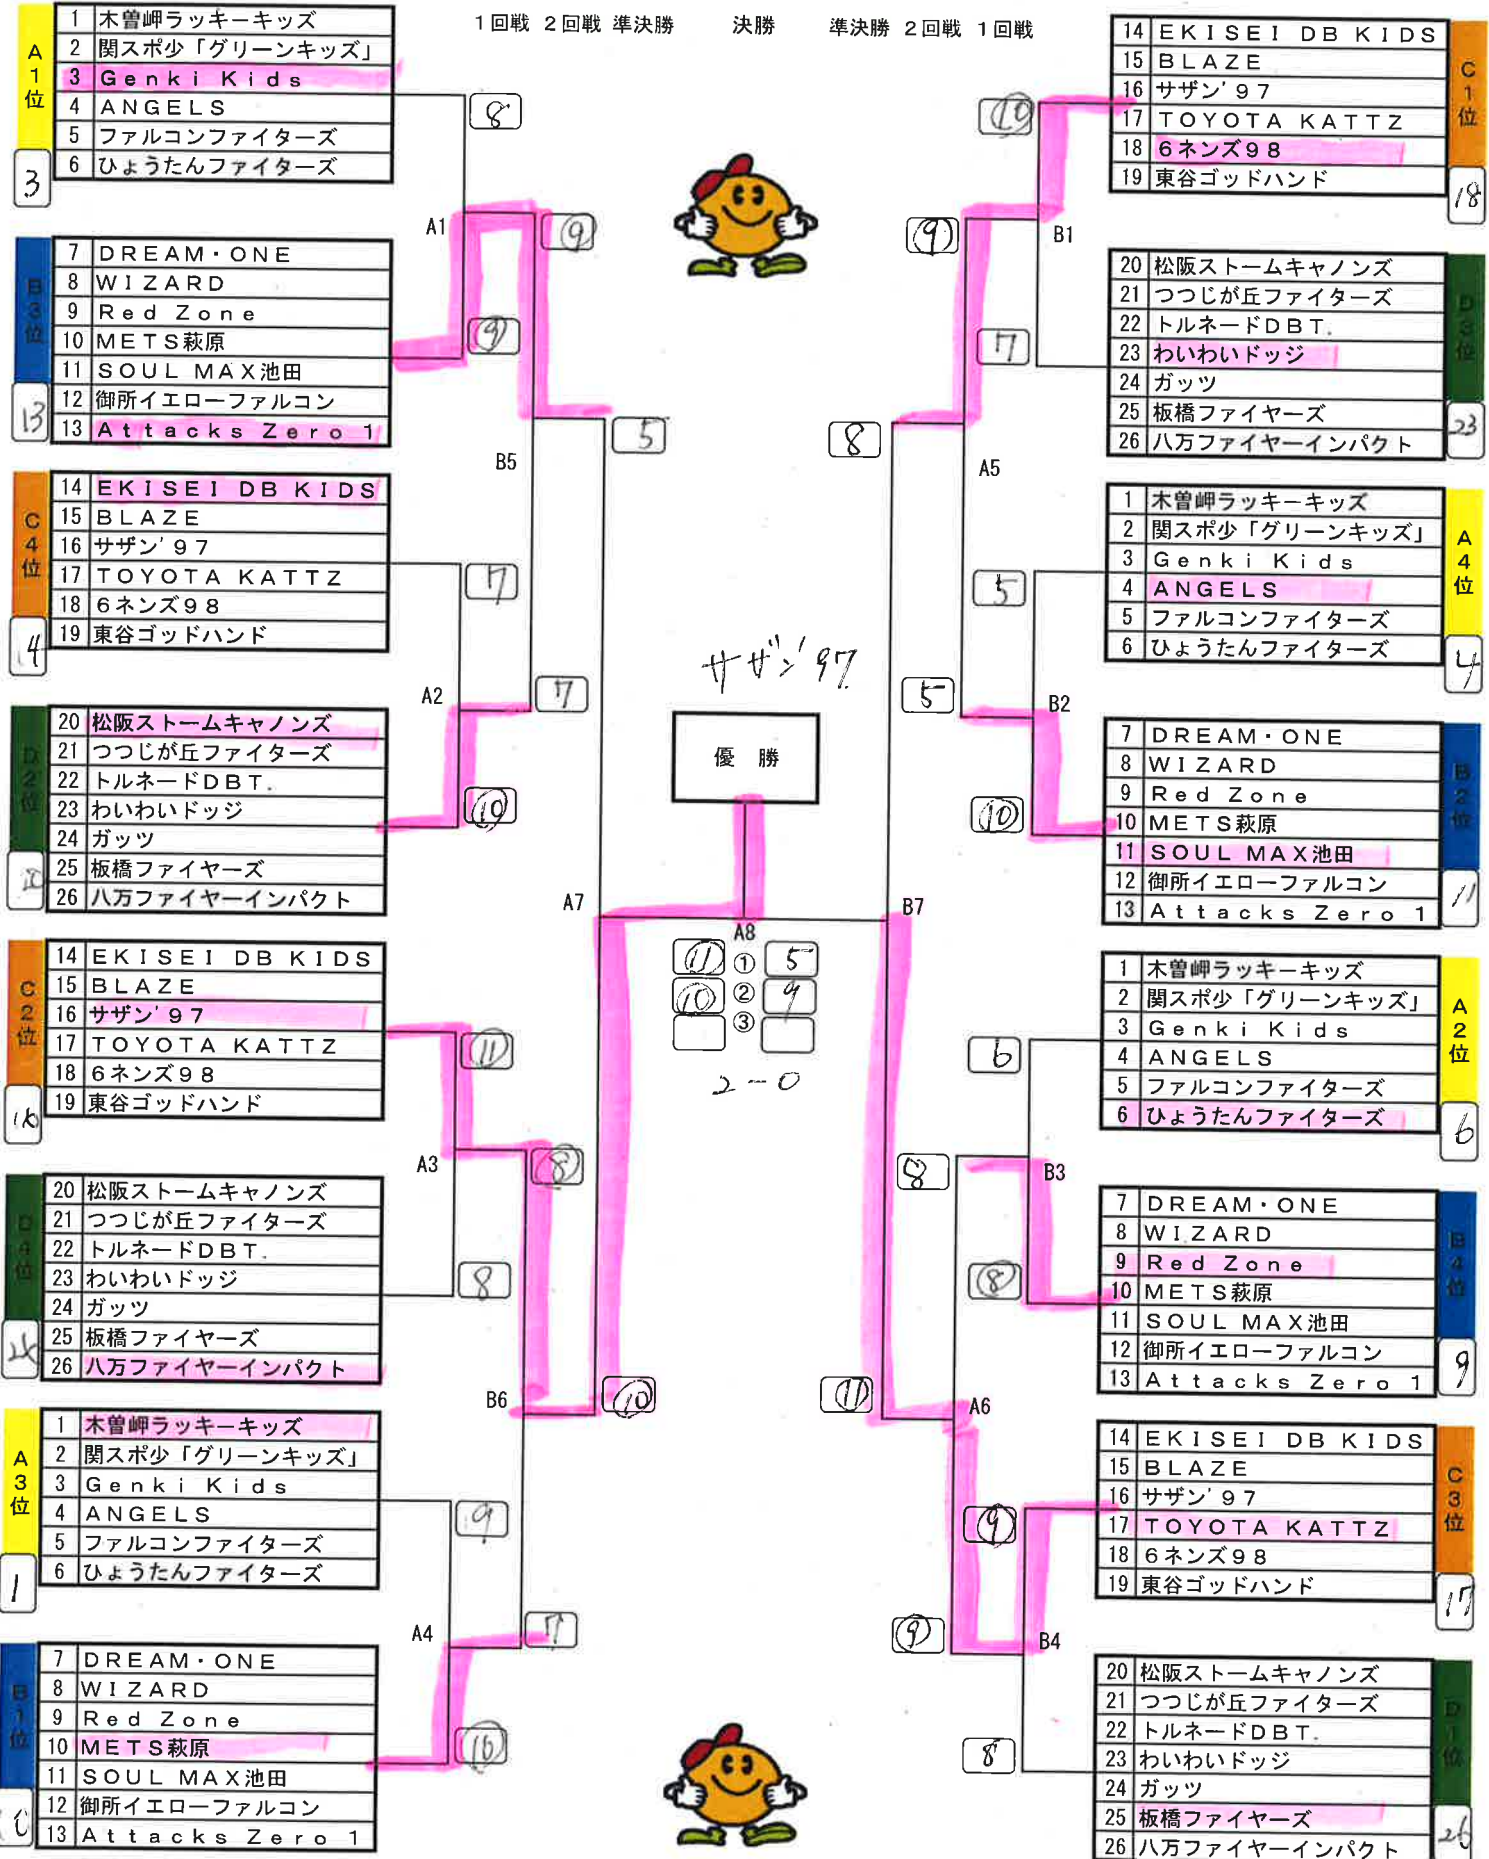 1回戦 2回戦 準決勝 決勝 準決勝 2回戦 1回戦
A1位
1 木曽岬ラッキーキッズ
2 関スポ少「グリーンキッズ」
3 Genki Kids
4 ANGELS
5 ファルコンファイターズ
6 ひょうたんファイターズ
3
8
A1
9
B3位
7 DREAM・ONE
8 WIZARD
9 Red Zone
10 METS萩原
11 SOUL MAX池田
12 御所イエローファルコン
13 Attacks Zero 1
13
9
5
B5
C4位
14 EKISEI DB KIDS
15 BLAZE
16 サザン'97
17 TOYOTA KATTZ
18 6ネンズ98
19 東谷ゴッドハンド
14
7
A2
7
D2位
20 松阪ストームキャノンズ
21 つつじが丘ファイターズ
22 トルネードDBT.
23 わいわいドッジ
24 ガッツ
25 板橋ファイヤーズ
26 八万ファイヤーインパクト
10
A7
C2位
14 EKISEI DB KIDS
15 BLAZE
16 サザン'97
17 TOYOTA KATTZ
18 6ネンズ98
19 東谷ゴッドハンド
16
11
A3
8
D4位
20 松阪ストームキャノンズ
21 つつじが丘ファイターズ
22 トルネードDBT.
23 わいわいドッジ
24 ガッツ
25 板橋ファイヤーズ
26 八万ファイヤーインパクト
8
B6
10
A3位
1 木曽岬ラッキーキッズ
2 関スポ少「グリーンキッズ」
3 Genki Kids
4 ANGELS
5 ファルコンファイターズ
6 ひょうたんファイターズ
1
9
A4
7
B1位
7 DREAM・ONE
8 WIZARD
9 Red Zone
10 METS萩原
11 SOUL MAX池田
12 御所イエローファルコン
13 Attacks Zero 1
10
サザン'97
優勝
A8
11 ① 5
10 ② 9
③
2-0
C1位
14 EKISEI DB KIDS
15 BLAZE
16 サザン'97
17 TOYOTA KATTZ
18 6ネンズ98
19 東谷ゴッドハンド
18
10
9
B1
D3位
20 松阪ストームキャノンズ
21 つつじが丘ファイターズ
22 トルネードDBT.
23 わいわいドッジ
24 ガッツ
25 板橋ファイヤーズ
26 八万ファイヤーインパクト
23
7
8
A5
A4位
1 木曽岬ラッキーキッズ
2 関スポ少「グリーンキッズ」
3 Genki Kids
4 ANGELS
5 ファルコンファイターズ
6 ひょうたんファイターズ
4
5
5
B2
B2位
7 DREAM・ONE
8 WIZARD
9 Red Zone
10 METS萩原
11 SOUL MAX池田
12 御所イエローファルコン
13 Attacks Zero 1
11
10
B7
A2位
1 木曽岬ラッキーキッズ
2 関スポ少「グリーンキッズ」
3 Genki Kids
4 ANGELS
5 ファルコンファイターズ
6 ひょうたんファイターズ
6
6
8
B3
B4位
7 DREAM・ONE
8 WIZARD
9 Red Zone
10 METS萩原
11 SOUL MAX池田
12 御所イエローファルコン
13 Attacks Zero 1
9
8
11
A6
C3位
14 EKISEI DB KIDS
15 BLAZE
16 サザン'97
17 TOYOTA KATTZ
18 6ネンズ98
19 東谷ゴッドハンド
17
9
9
B4
D1位
20 松阪ストームキャノンズ
21 つつじが丘ファイターズ
22 トルネードDBT.
23 わいわいドッジ
24 ガッツ
25 板橋ファイヤーズ
26 八万ファイヤーインパクト
8